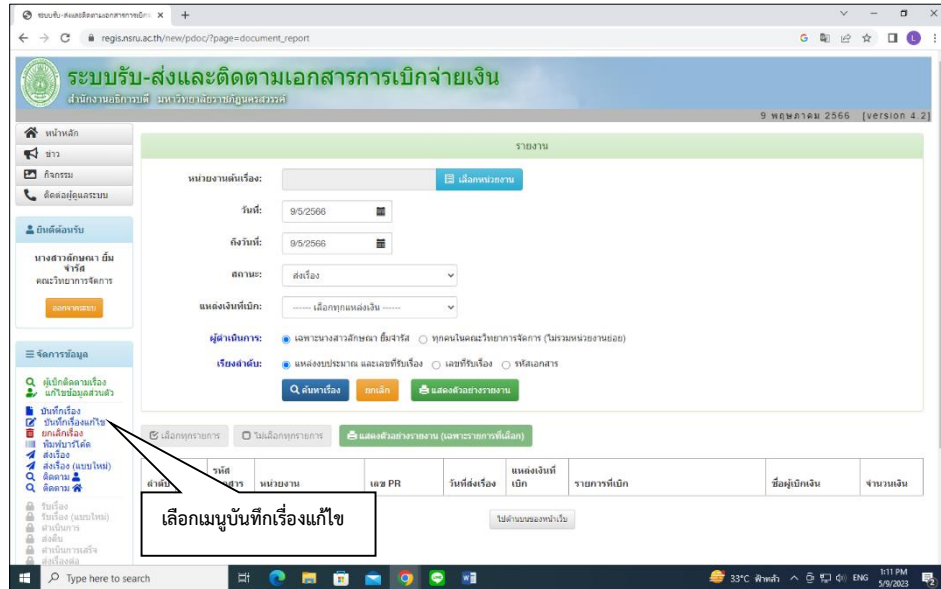 ระบบรับ-ส่งและติดตามเอกสารการเบิกจ่ x
regis.nsru.ac.th/new/pdoc/?page=document_report
ระบบรับ-ส่งและติดตามเอกสารการเบิกจ่ายเงิน
สำนักงานอธิการบดี มหาวิทยาลัยราชภัฏนครสวรรค์
9 พฤษภาคม 2566 [version 4.2]
หน้าหลัก
ข่าว
กิจกรรม
ติดต่อผู้ดูแลระบบ
ยินดีต้อนรับ
นางสาวลักษณา ยิ้ม
จำรัส
คณะวิทยาการจัดการ
ออกจากระบบ
จัดการข้อมูล
ผู้เบิกติดตามเรื่อง
แก้ไขข้อมูลส่วนตัว
บันทึกเรื่อง
บันทึกเรื่องแก้ไข
ยกเลิกเรื่อง
พิมพ์บาร์โค้ด
ส่งเรื่อง
ส่งเรื่อง (แบบใหม่)
ติดตาม
ติดตาม
รับเรื่อง
รับเรื่อง (แบบใหม่)
ดำเนินการ
ส่งคืน
ดำเนินการเสร็จ
ส่งเรื่องต่อ
รายงาน
หน่วยงานต้นเรื่อง:
เลือกหน่วยงาน
วันที่: 9/5/2566
ถึงวันที่: 9/5/2566
สถานะ: ส่งเรื่อง
แหล่งเงินที่เบิก: ------ เลือกทุกแหล่งเงิน ------
ผู้ดำเนินการ: เฉพาะนางสาวลักษณา ยิ้มจำรัส ทุกคนในคณะวิทยาการจัดการ (ไม่รวมหน่วยงานย่อย)
เรียงลำดับ: แหล่งงบประมาณ และเลขที่รับเรื่อง เลขที่รับเรื่อง รหัสเอกสาร
ค้นหาเรื่อง ยกเลิก แสดงตัวอย่างรายงาน
เลือกทุกรายการ ไม่เลือกทุกรายการ แสดงตัวอย่างรายงาน (เฉพาะรายการที่เลือก)
รหัส แหล่งเงินที่
หน่วยงาน เลข PR วันที่ส่งเรื่อง เบิก รายการที่เบิก ชื่อผู้เบิกเงิน จำนวนเงิน
เลือกเมนูบันทึกเรื่องแก้ไข
ไปด้านบนของหน้าเว็บ
Type here to search
33°C ฟ้าหลัว ENG 1:11 PM
5/9/2023